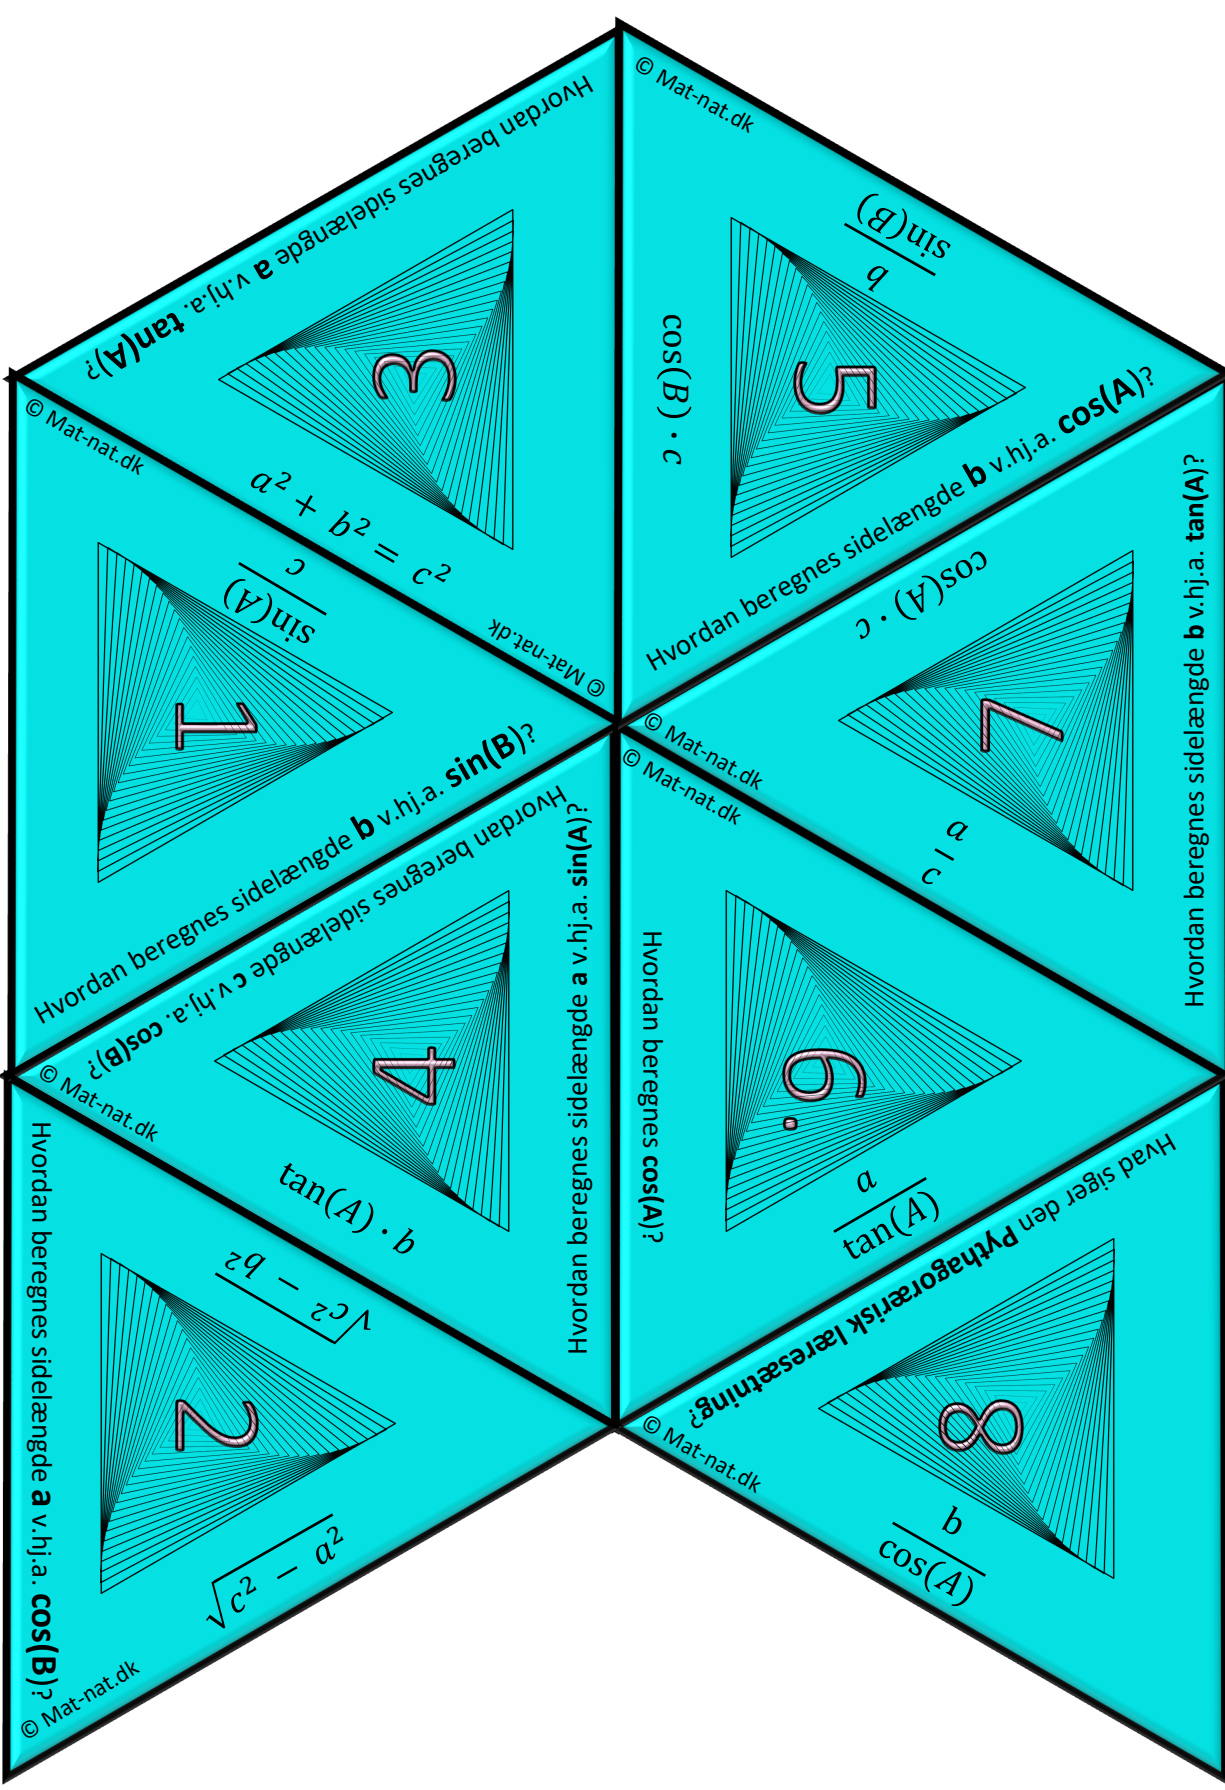 Hvordan beregnes sidelængde a v.hj.a. tan(A)?
3
a² + b² = c²
© Mat-nat.dk
© Mat-nat.dk
sin(B)
b
cos(B) · c
5
Hvordan beregnes sidelængde b v.hj.a. cos(A)?
© Mat-nat.dk
sin(A)
c
1
Hvordan beregnes sidelængde b v.hj.a. sin(B)?
cos(A) · c
7
Hvordan beregnes sidelængde b v.hj.a. tan(A)?
© Mat-nat.dk
a
c
Hvordan beregnes sidelængde c v.hj.a. cos(B)?
4
Hvordan beregnes sidelængde a v.hj.a. sin(A)?
© Mat-nat.dk
tan(A) · b
© Mat-nat.dk
Hvordan beregnes cos(A)?
6.
a
tan(A)
Hvordan beregnes sidelængde a v.hj.a. cos(B)?
√c² − b²
2
√c² − a²
© Mat-nat.dk
Hvad siger den Pythagorærisk læresætning?
8
© Mat-nat.dk
b
cos(A)